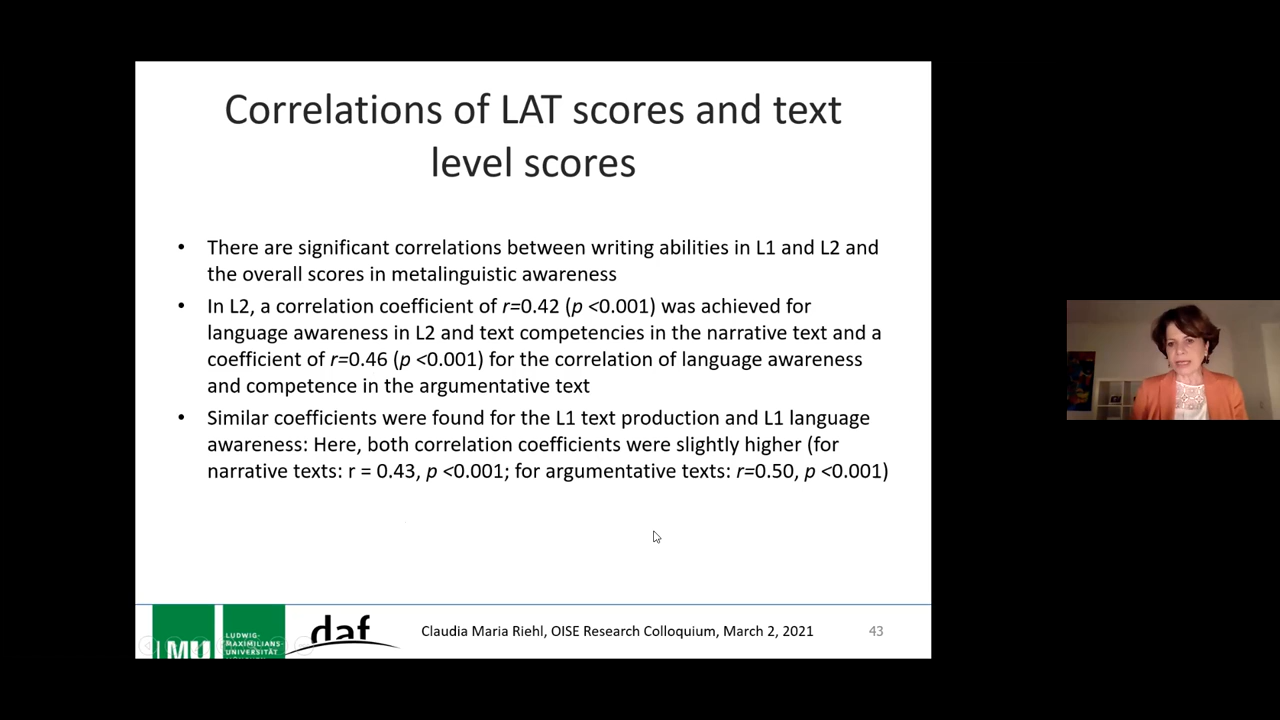 Correlations of LAT scores and text
level scores
• There are significant correlations between writing abilities in L1 and L2 and
the overall scores in metalinguistic awareness
• In L2, a correlation coefficient of r=0.42 (p <0.001) was achieved for
language awareness in L2 and text competencies in the narrative text and a
coefficient of r=0.46 (p <0.001) for the correlation of language awareness
and competence in the argumentative text
• Similar coefficients were found for the L1 text production and L1 language
awareness: Here, both correlation coefficients were slightly higher (for
narrative texts: r = 0.43, p <0.001; for argumentative texts: r=0.50, p <0.001)
LMU
LUDWIG-
MAXIMILIANS-
UNIVERSITÄT
daf
Claudia Maria Riehl, OISE Research Colloquium, March 2, 2021
43